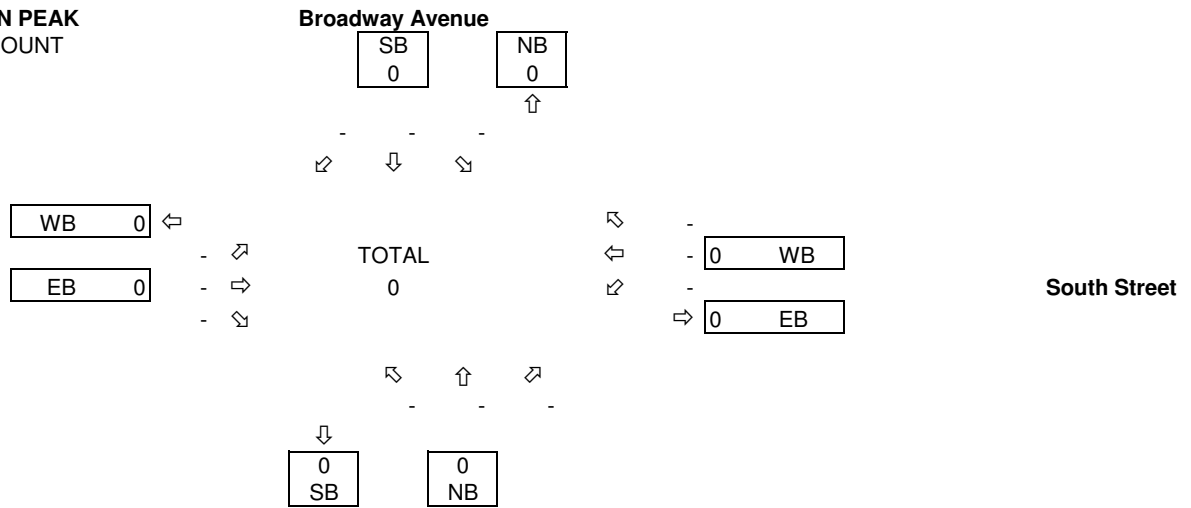 N PEAK Broadway Avenue
OUNT SB NB
0 0
⇧
- - -
⬃ ⇩ ⬂
WB 0 ⇦ ⬁ -
- ⬀ TOTAL ⇦ - 0 WB
EB 0 - ⇨ 0 ⬃ - South Street
- ⬂ ⇨ 0 EB
⬁ ⇧ ⬀
- - -
⇩
0 0
SB NB